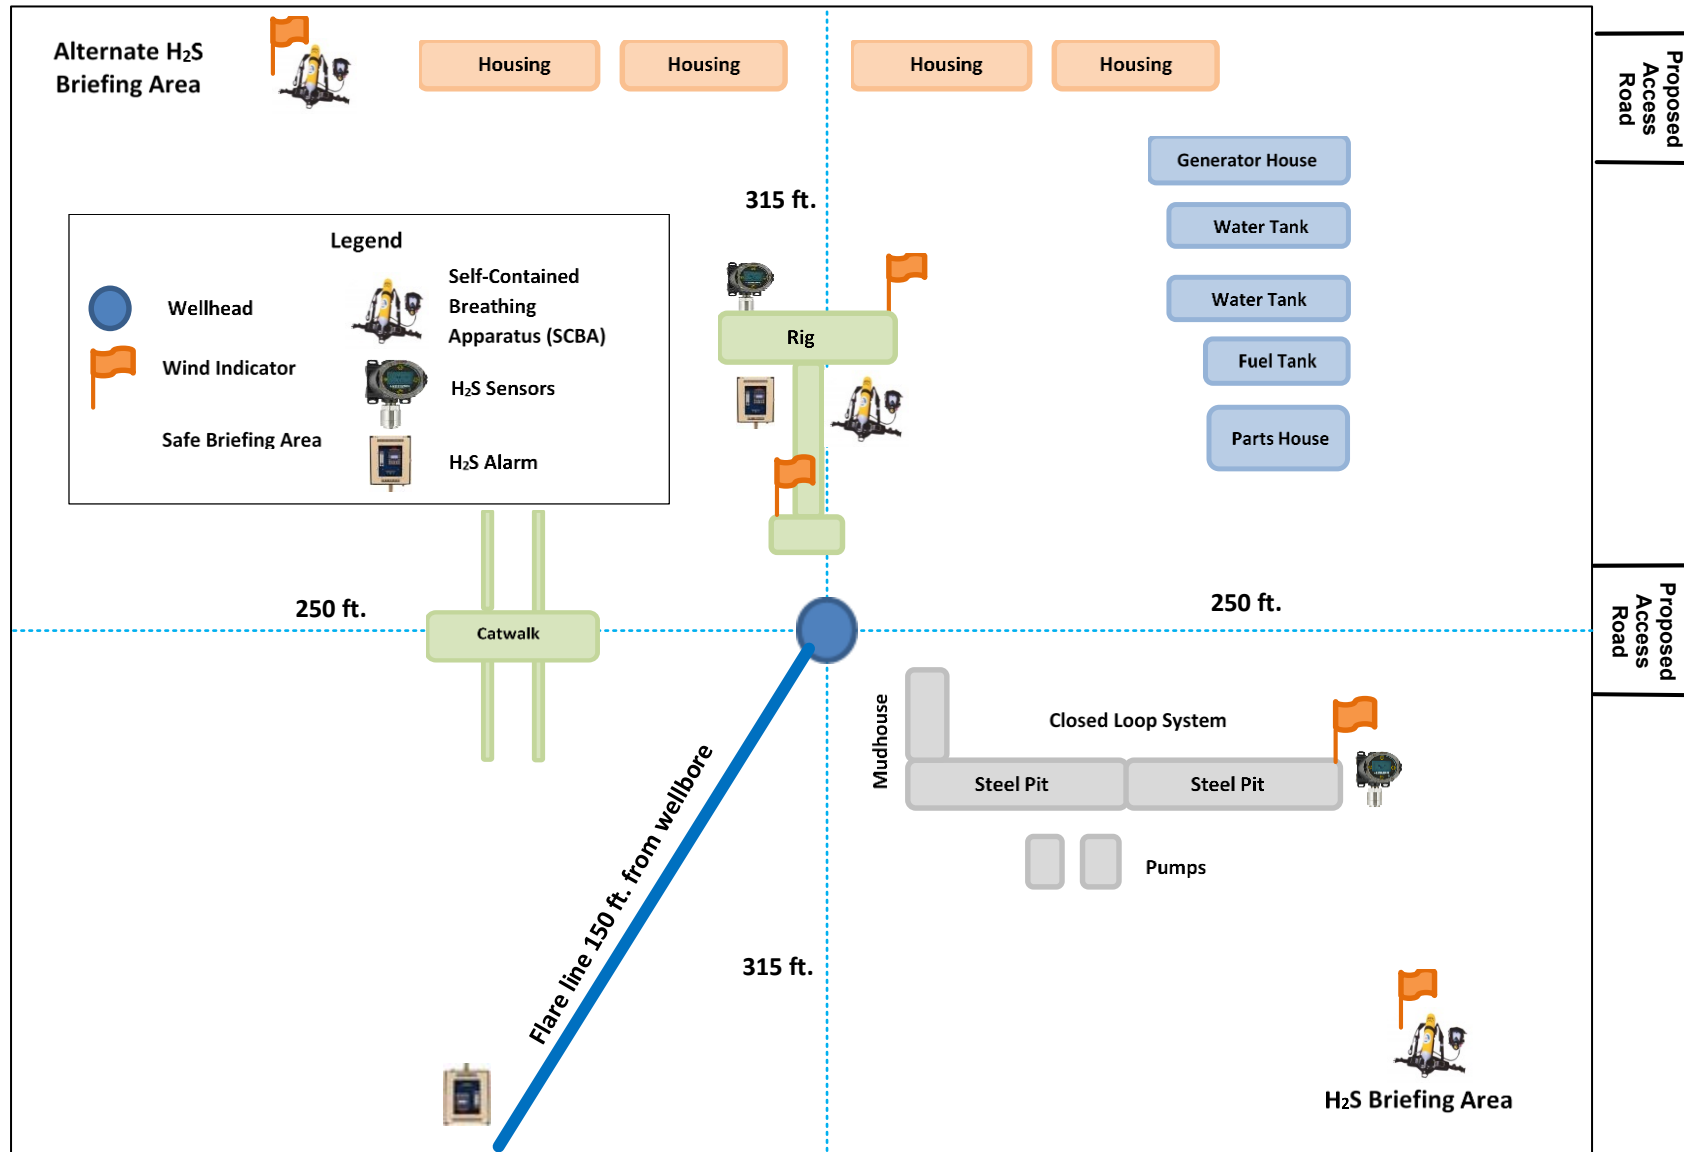 Alternate H₂S
Briefing Area
Housing
Housing
Housing
Housing
Proposed
Access
Road
Generator House
315 ft.
Water Tank
Legend
Self-Contained
Breathing
Apparatus (SCBA)
Wellhead
Water Tank
Rig
Wind Indicator
H₂S Sensors
Fuel Tank
Safe Briefing Area
H₂S Alarm
Parts House
250 ft.
250 ft.
Catwalk
Proposed
Access
Road
Mudhouse
Closed Loop System
Steel Pit
Steel Pit
Pumps
Flare line 150 ft. from wellbore
315 ft.
H₂S Briefing Area